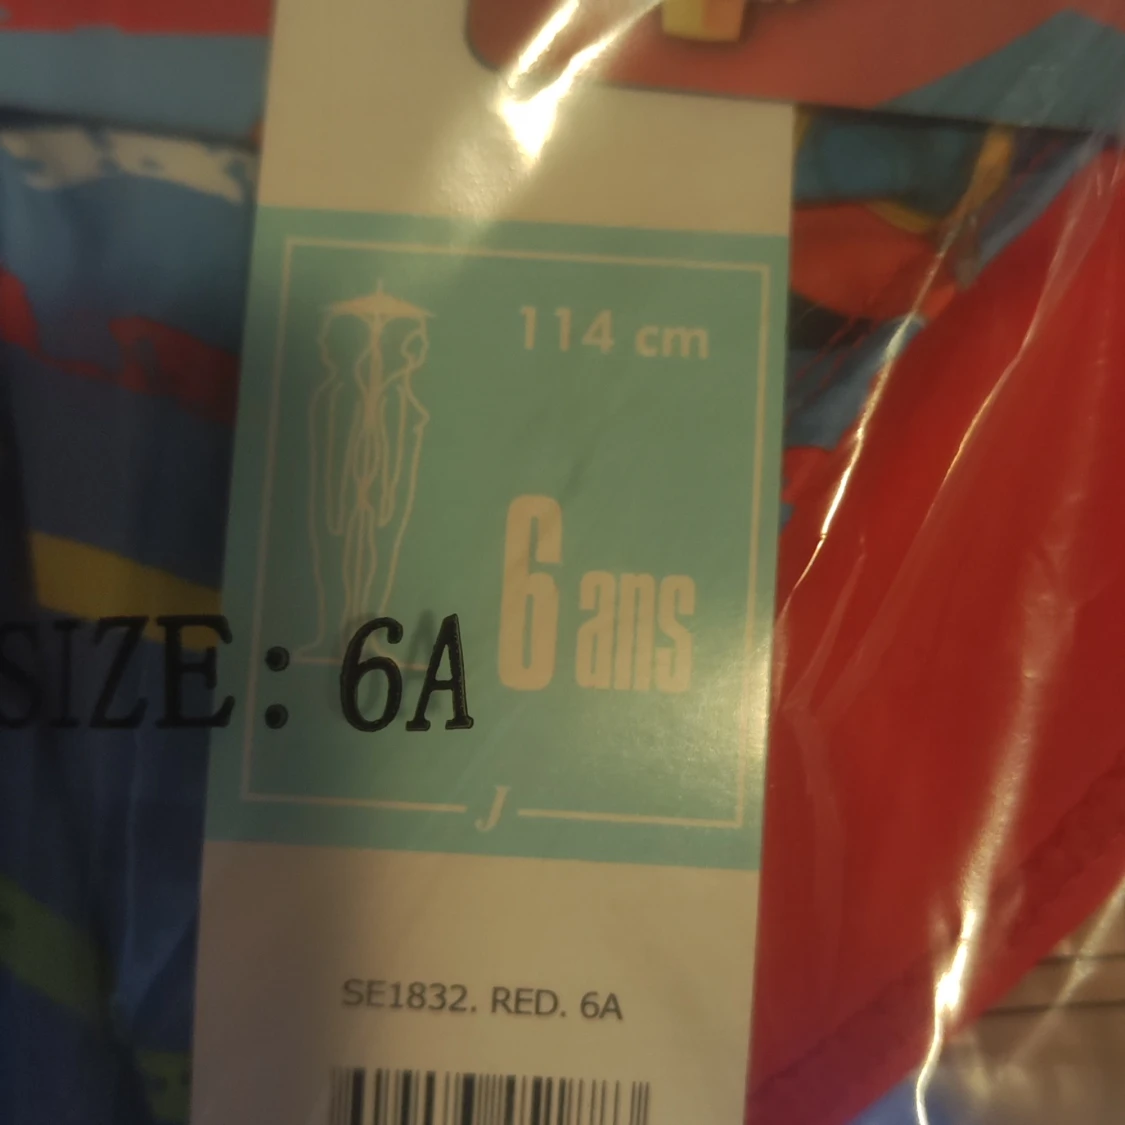 114 cm
6 ans
SIZE: 6A
J
SE1832. RED. 6A